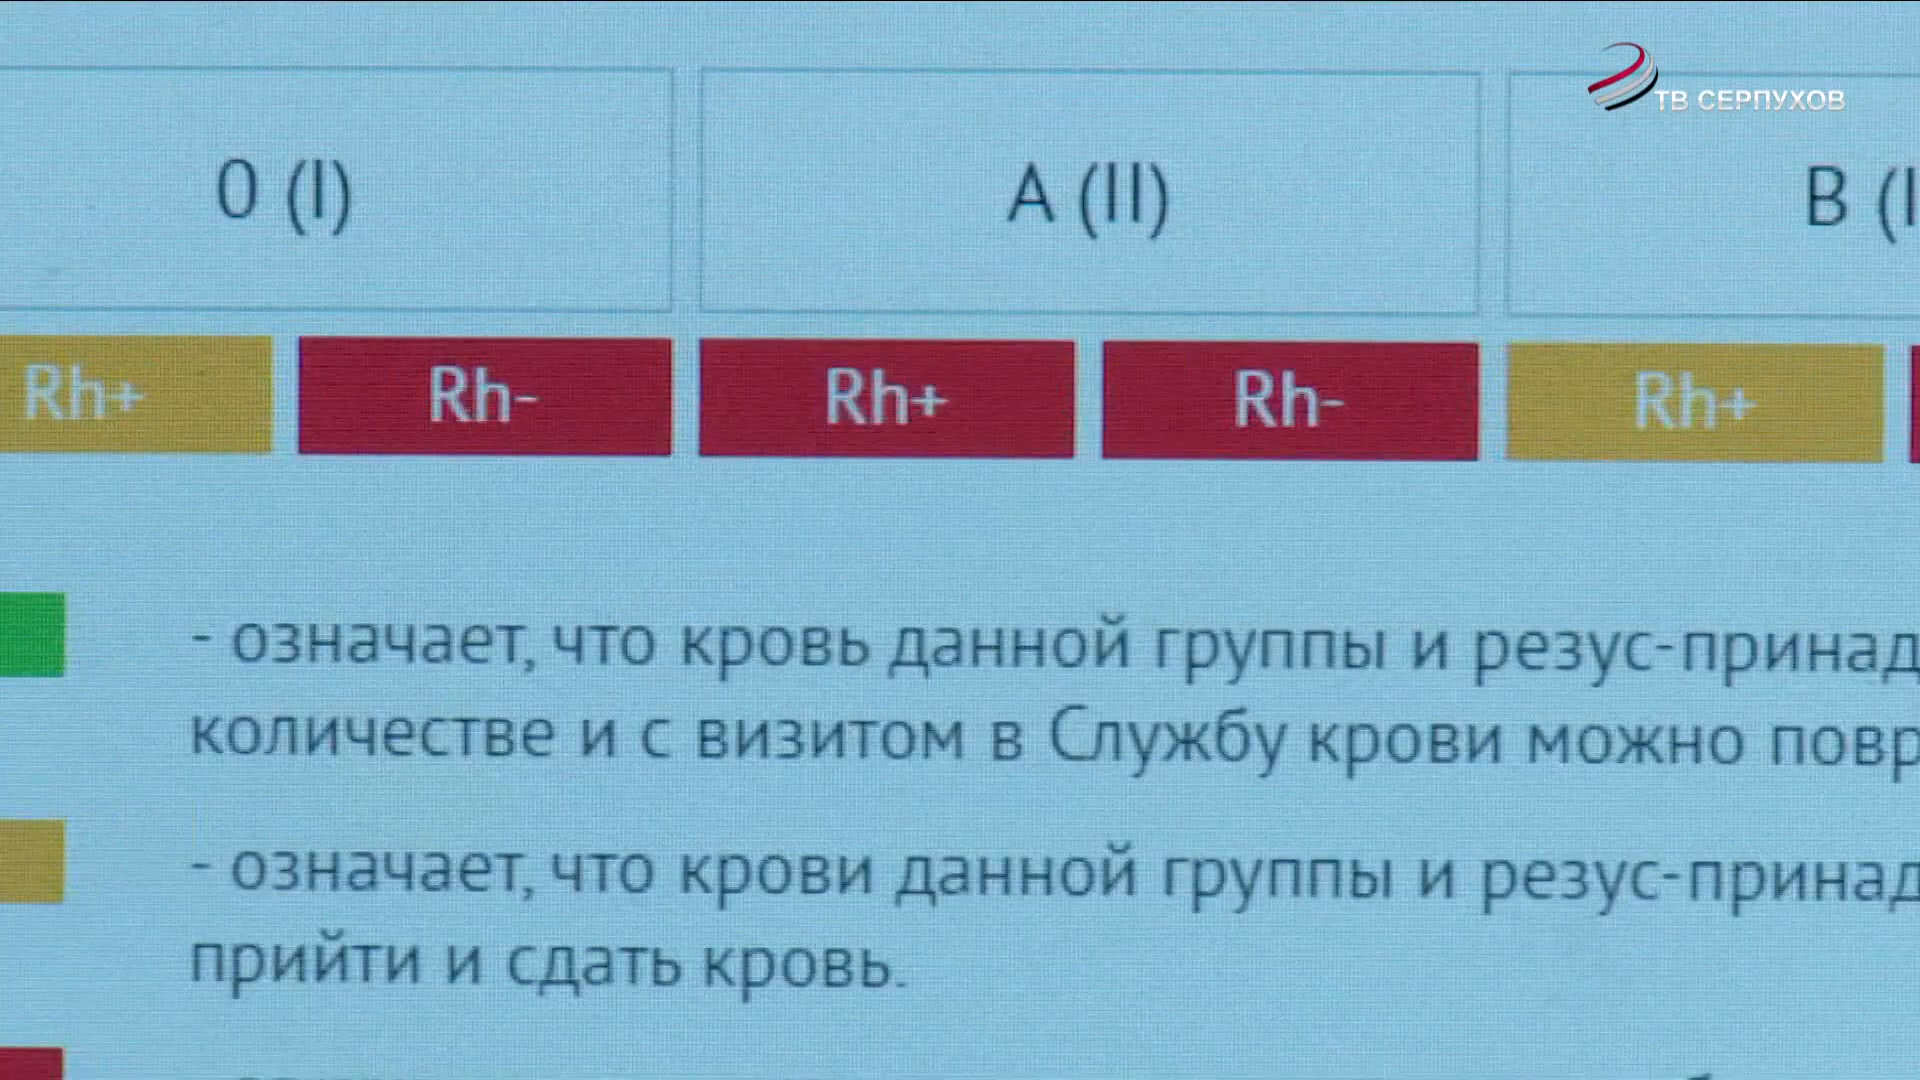 ТВ СЕРПУХОВ
0 (I) A (II) B (I
Rh+ Rh- Rh+ Rh- Rh+
- означает, что кровь данной группы и резус-принад
количестве и с визитом в Службу крови можно повр
- означает, что крови данной группы и резус-принад
прийти и сдать кровь.